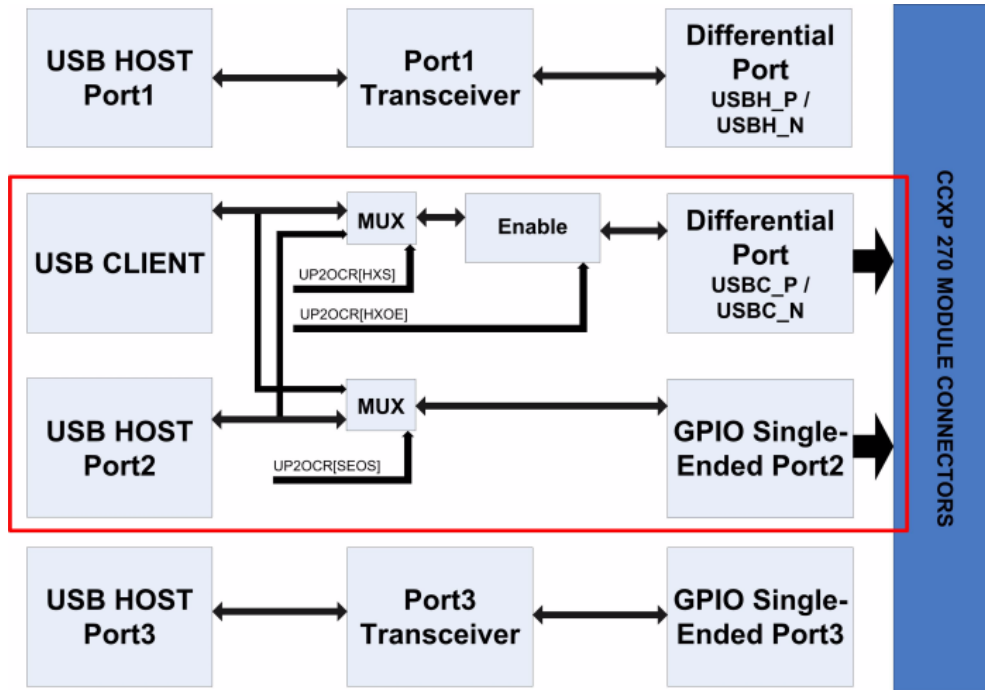 USB HOST
Port1
Port1
Transceiver
Differential
Port
USBH_P /
USBH_N
USB CLIENT
MUX
Enable
Differential
Port
USBC_P /
USBC_N
UP2OCR[HXS]
UP2OCR[HXOE]
USB HOST
Port2
MUX
GPIO Single-
Ended Port2
UP2OCR[SEOS]
USB HOST
Port3
Port3
Transceiver
GPIO Single-
Ended Port3
CCXP 270 MODULE CONNECTORS